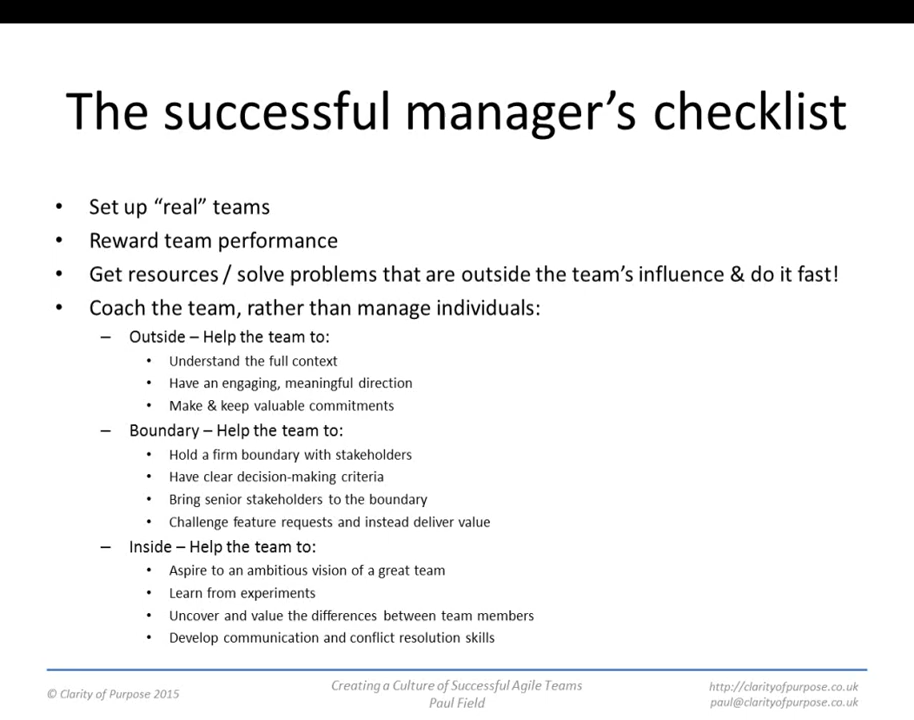 The successful manager's checklist
• Set up “real” teams
• Reward team performance
• Get resources / solve problems that are outside the team's influence & do it fast!
• Coach the team, rather than manage individuals:
– Outside – Help the team to:
• Understand the full context
• Have an engaging, meaningful direction
• Make & keep valuable commitments
– Boundary – Help the team to:
• Hold a firm boundary with stakeholders
• Have clear decision-making criteria
• Bring senior stakeholders to the boundary
• Challenge feature requests and instead deliver value
– Inside – Help the team to:
• Aspire to an ambitious vision of a great team
• Learn from experiments
• Uncover and value the differences between team members
• Develop communication and conflict resolution skills
© Clarity of Purpose 2015
Creating a Culture of Successful Agile Teams
Paul Field
http://clarityofpurpose.co.uk
paul@clarityofpurpose.co.uk